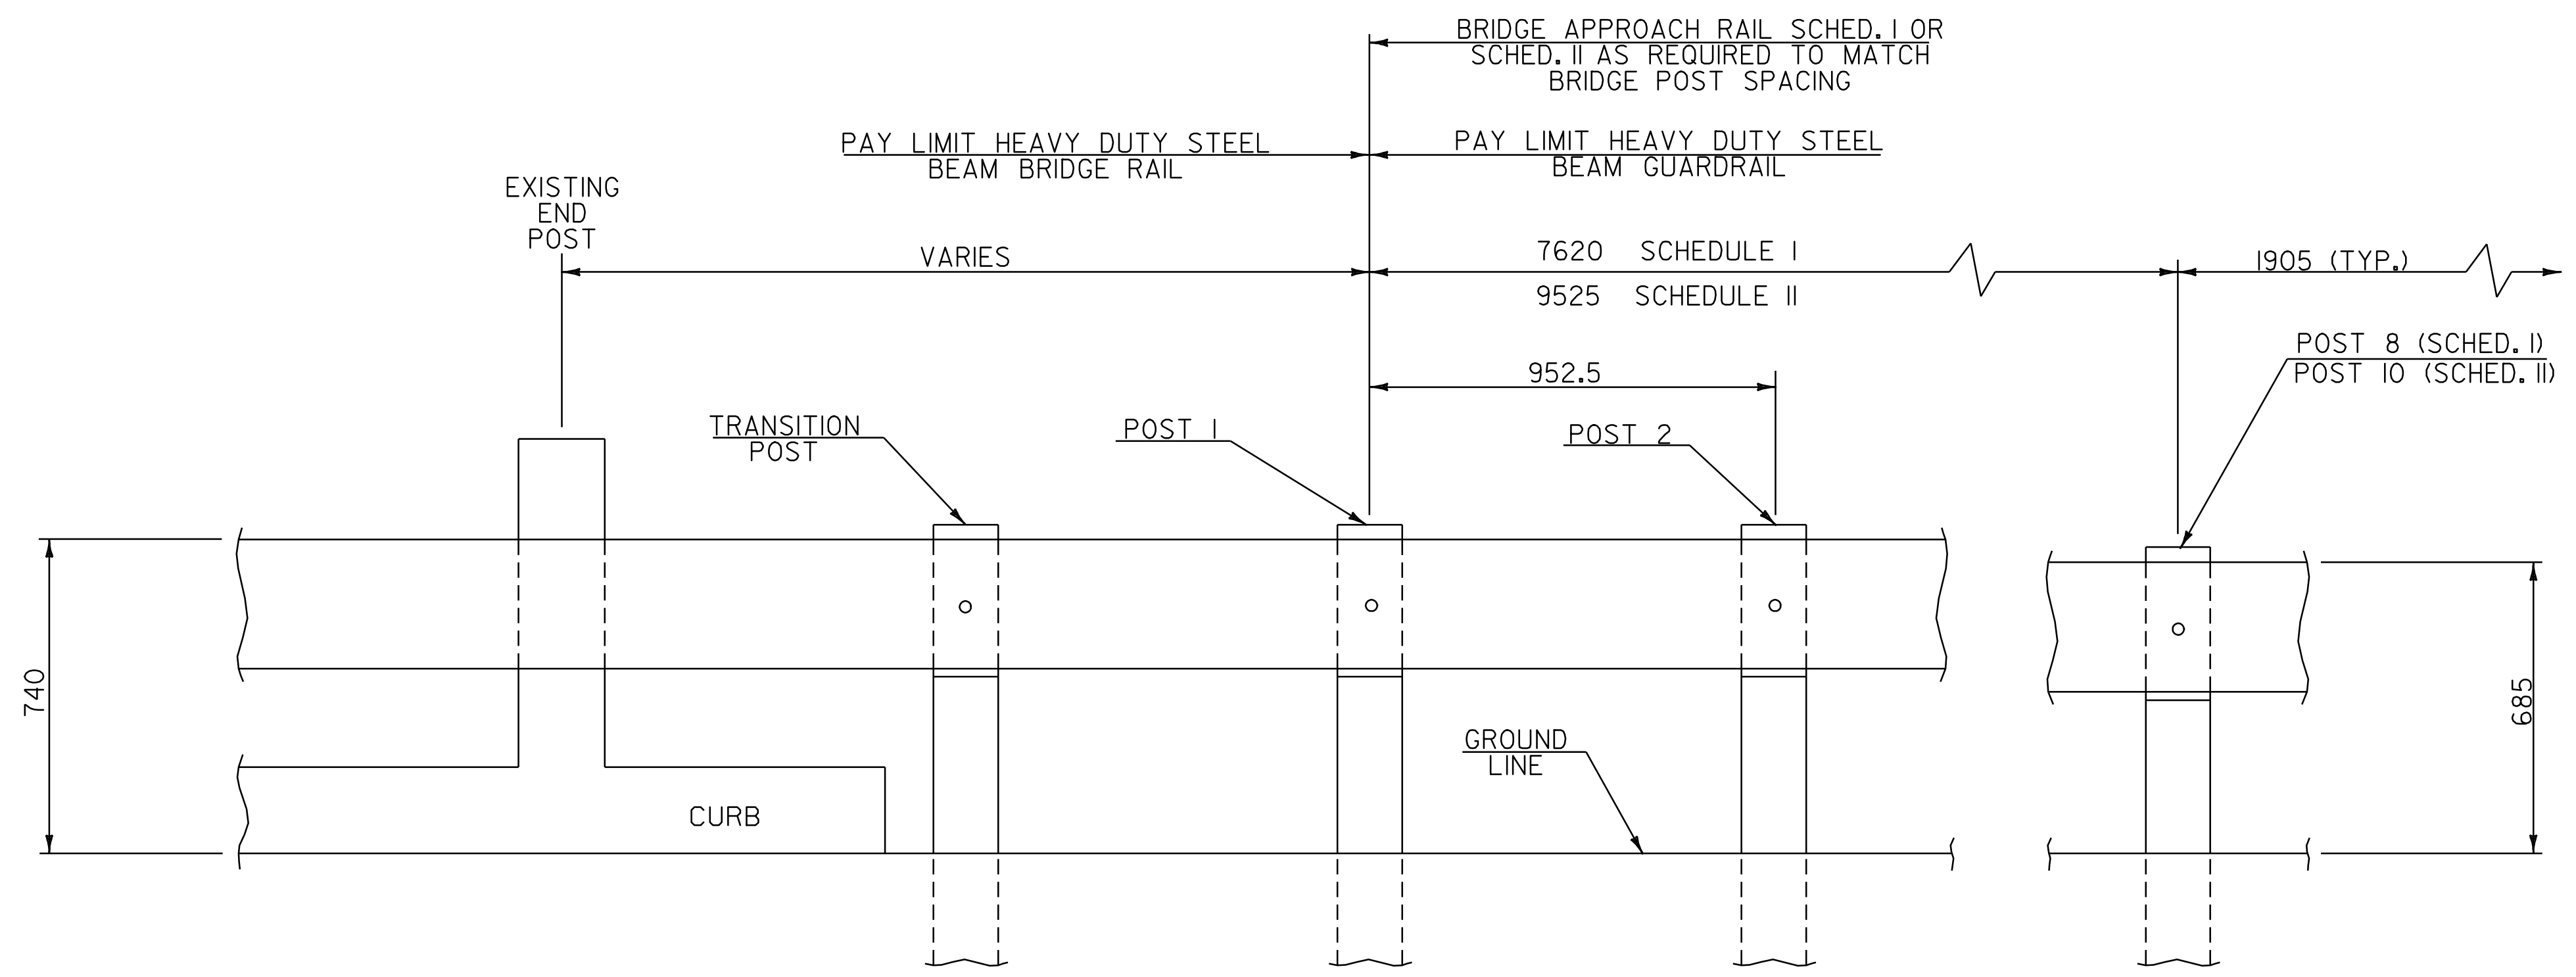 BRIDGE APPROACH RAIL SCHED. I OR
SCHED. II AS REQUIRED TO MATCH
BRIDGE POST SPACING
PAY LIMIT HEAVY DUTY STEEL
BEAM BRIDGE RAIL
PAY LIMIT HEAVY DUTY STEEL
BEAM GUARDRAIL
EXISTING
END
POST
VARIES
7620 SCHEDULE I
9525 SCHEDULE II
1905 (TYP.)
POST 8 (SCHED. I)
POST 10 (SCHED. II)
952.5
TRANSITION
POST
POST 1
POST 2
740
685
GROUND
LINE
CURB